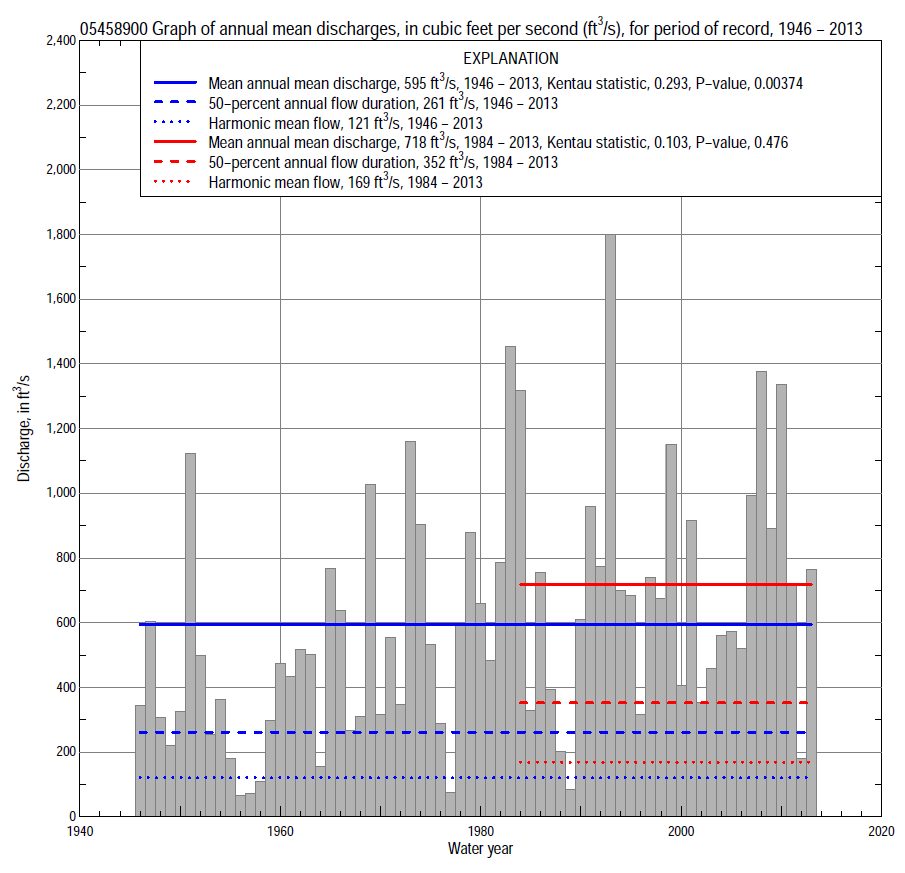 05458900 Graph of annual mean discharges, in cubic feet per second (ft³/s), for period of record, 1946 – 2013
EXPLANATION
Mean annual mean discharge, 595 ft³/s, 1946 – 2013, Kentau statistic, 0.293, P–value, 0.00374
50–percent annual flow duration, 261 ft³/s, 1946 – 2013
Harmonic mean flow, 121 ft³/s, 1946 – 2013
Mean annual mean discharge, 718 ft³/s, 1984 – 2013, Kentau statistic, 0.103, P–value, 0.476
50–percent annual flow duration, 352 ft³/s, 1984 – 2013
Harmonic mean flow, 169 ft³/s, 1984 – 2013
2,400
2,200
2,000
1,800
1,600
1,400
1,200
1,000
800
600
400
200
0
Discharge, in ft³/s
1940 1960 1980 2000 2020
Water year